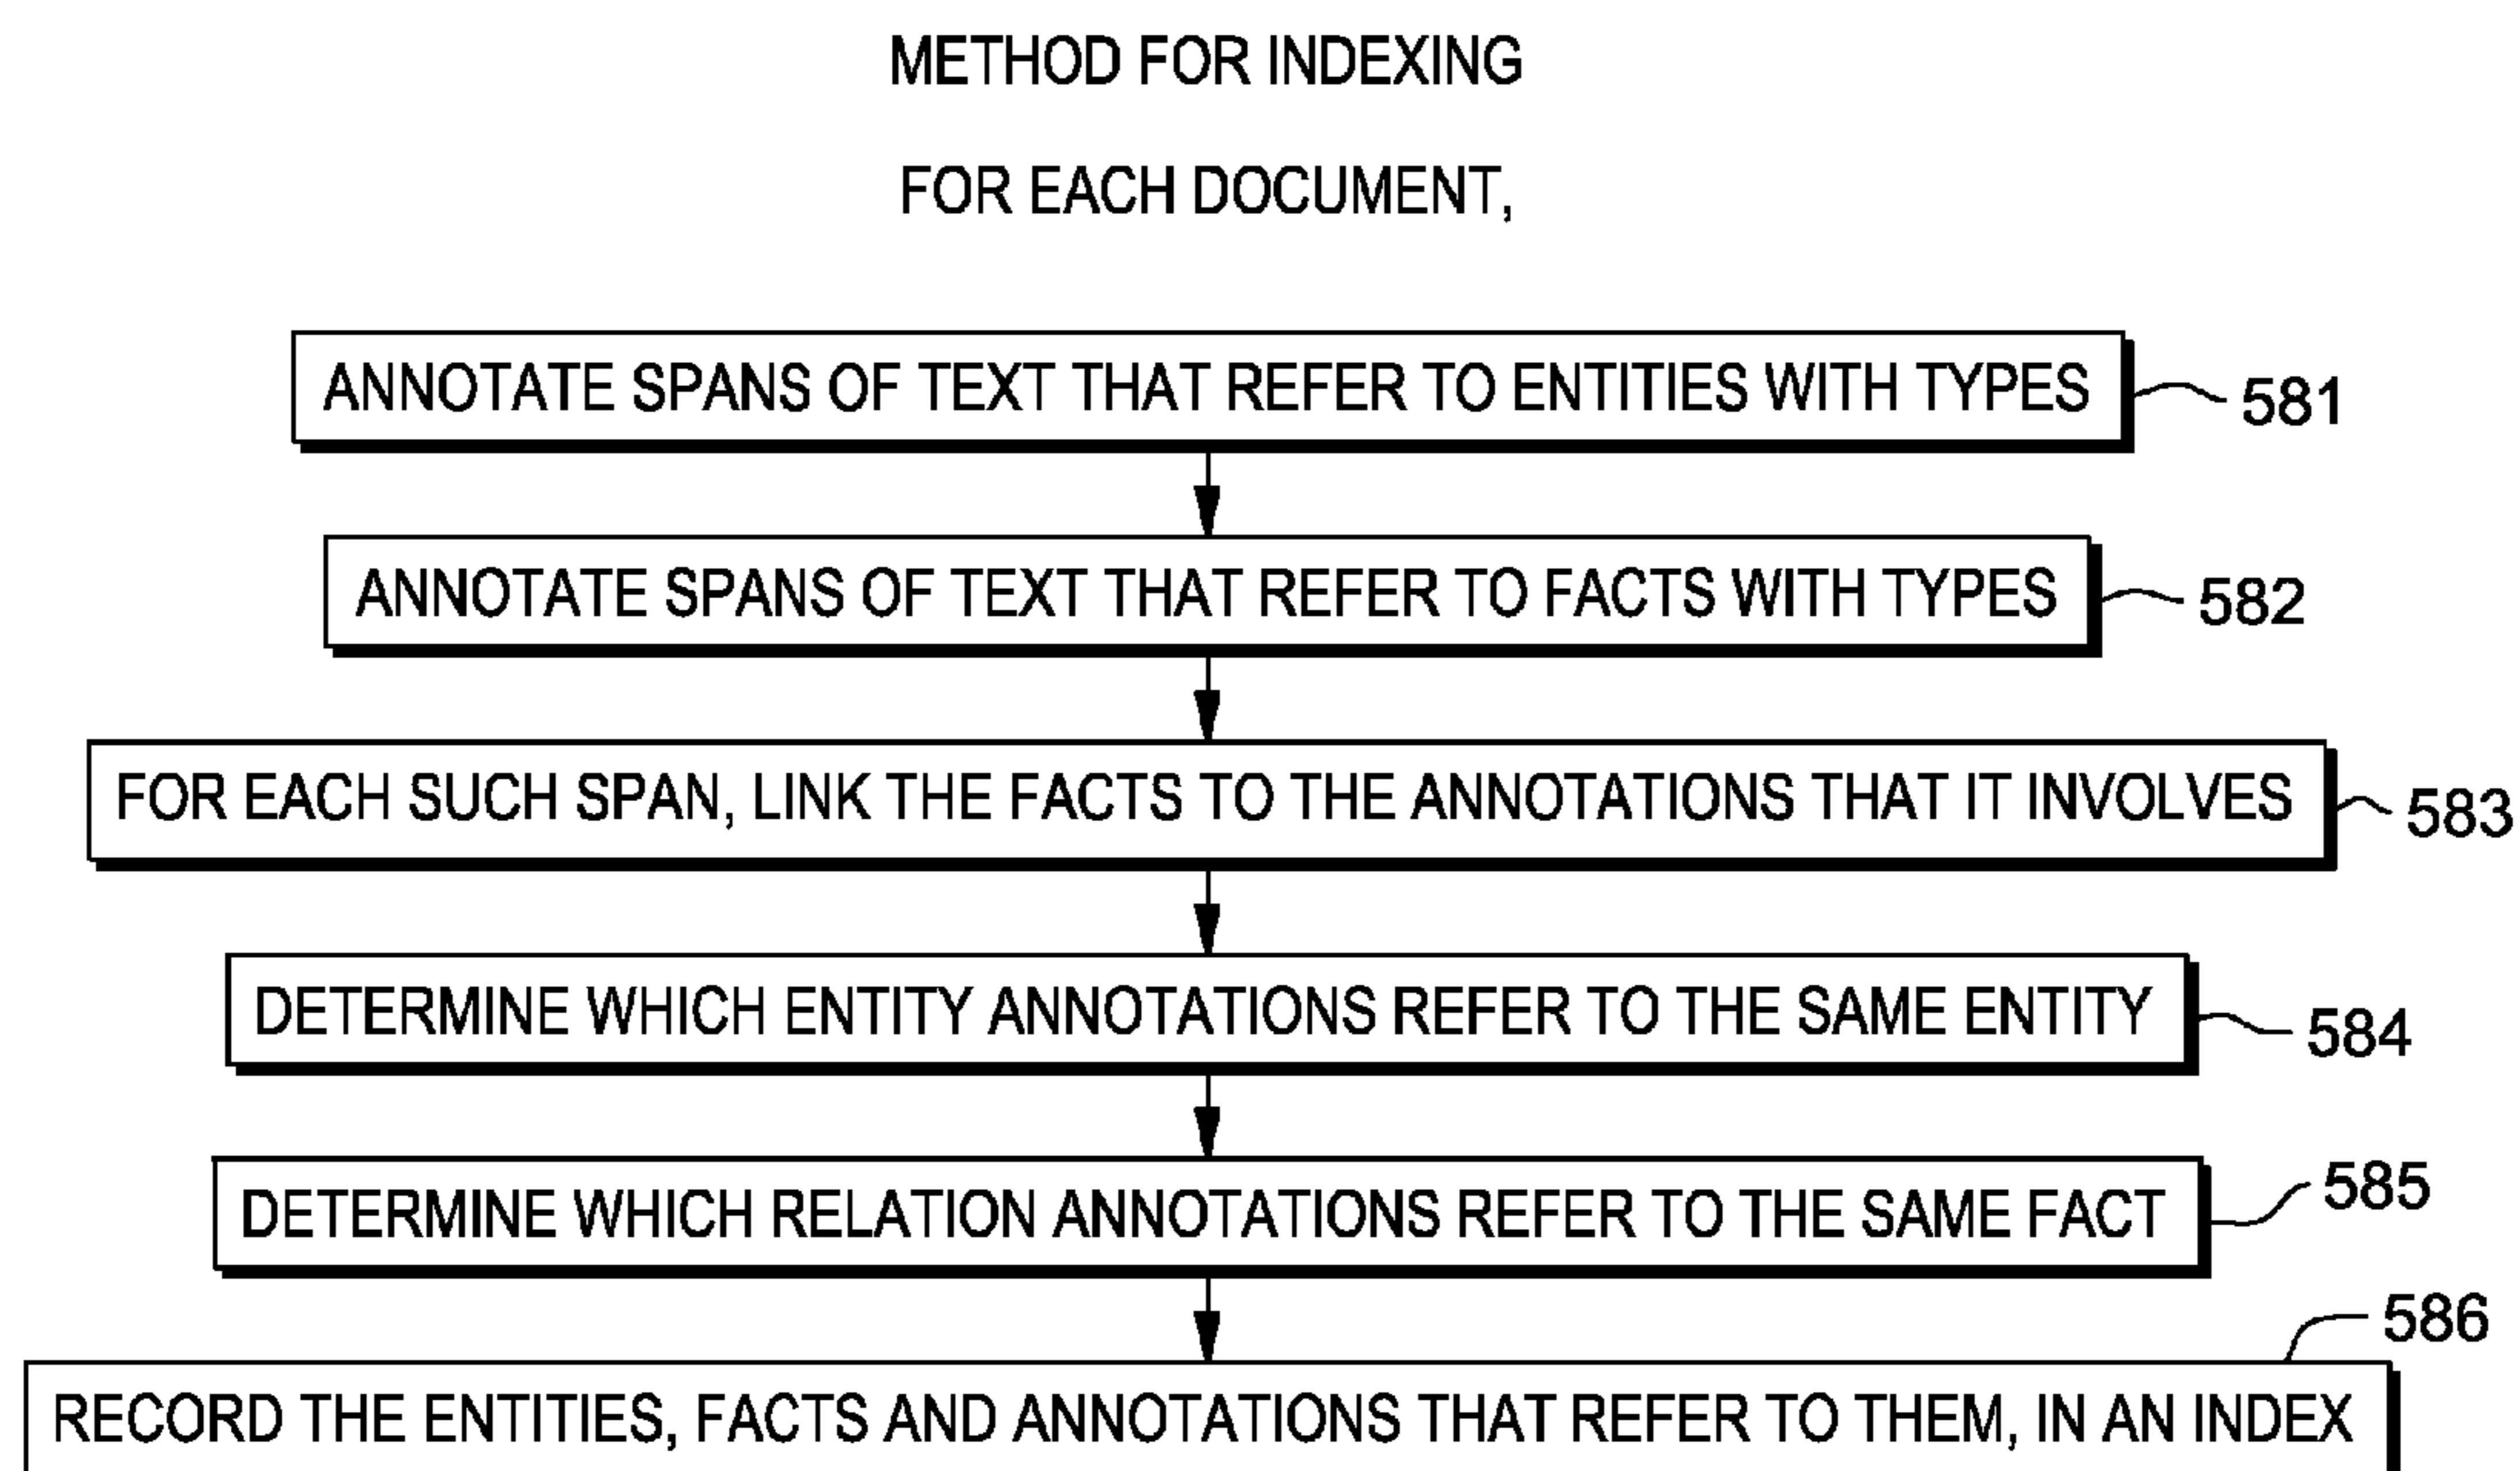 METHOD FOR INDEXING
FOR EACH DOCUMENT,
ANNOTATE SPANS OF TEXT THAT REFER TO ENTITIES WITH TYPES
581
ANNOTATE SPANS OF TEXT THAT REFER TO FACTS WITH TYPES
582
FOR EACH SUCH SPAN, LINK THE FACTS TO THE ANNOTATIONS THAT IT INVOLVES
583
DETERMINE WHICH ENTITY ANNOTATIONS REFER TO THE SAME ENTITY
584
DETERMINE WHICH RELATION ANNOTATIONS REFER TO THE SAME FACT
585
586
RECORD THE ENTITIES, FACTS AND ANNOTATIONS THAT REFER TO THEM, IN AN INDEX